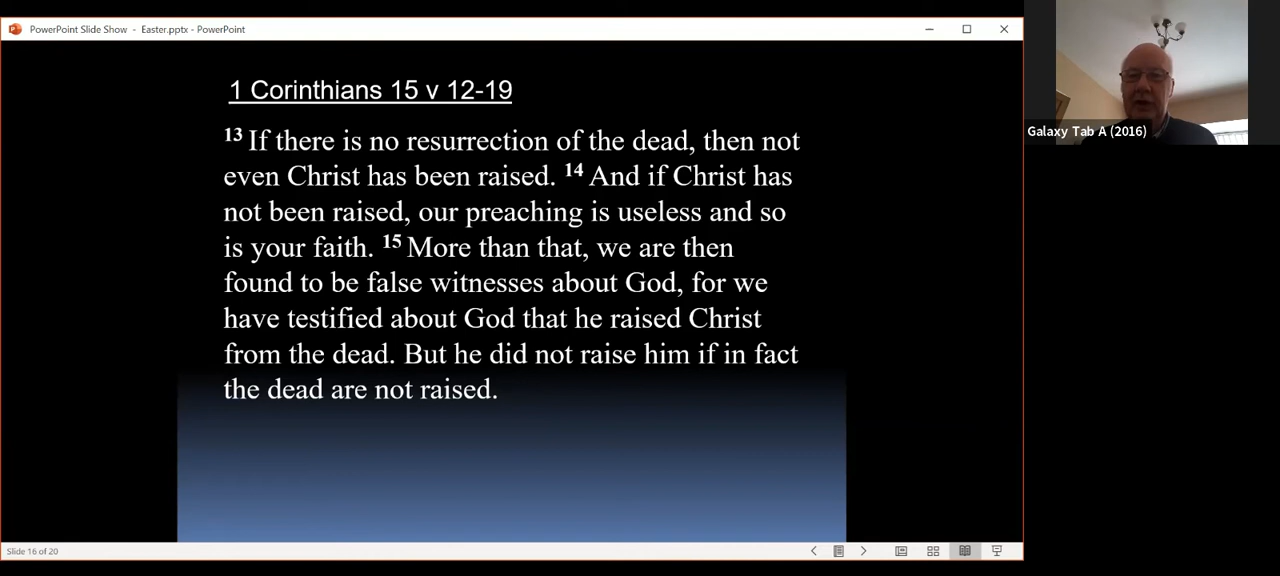 PowerPoint Slide Show - Easter.pptx - PowerPoint
1 Corinthians 15 v 12-19
13 If there is no resurrection of the dead, then not
even Christ has been raised. 14 And if Christ has
not been raised, our preaching is useless and so
is your faith. 15 More than that, we are then
found to be false witnesses about God, for we
have testified about God that he raised Christ
from the dead. But he did not raise him if in fact
the dead are not raised.
Galaxy Tab A (2016)
Slide 16 of 20